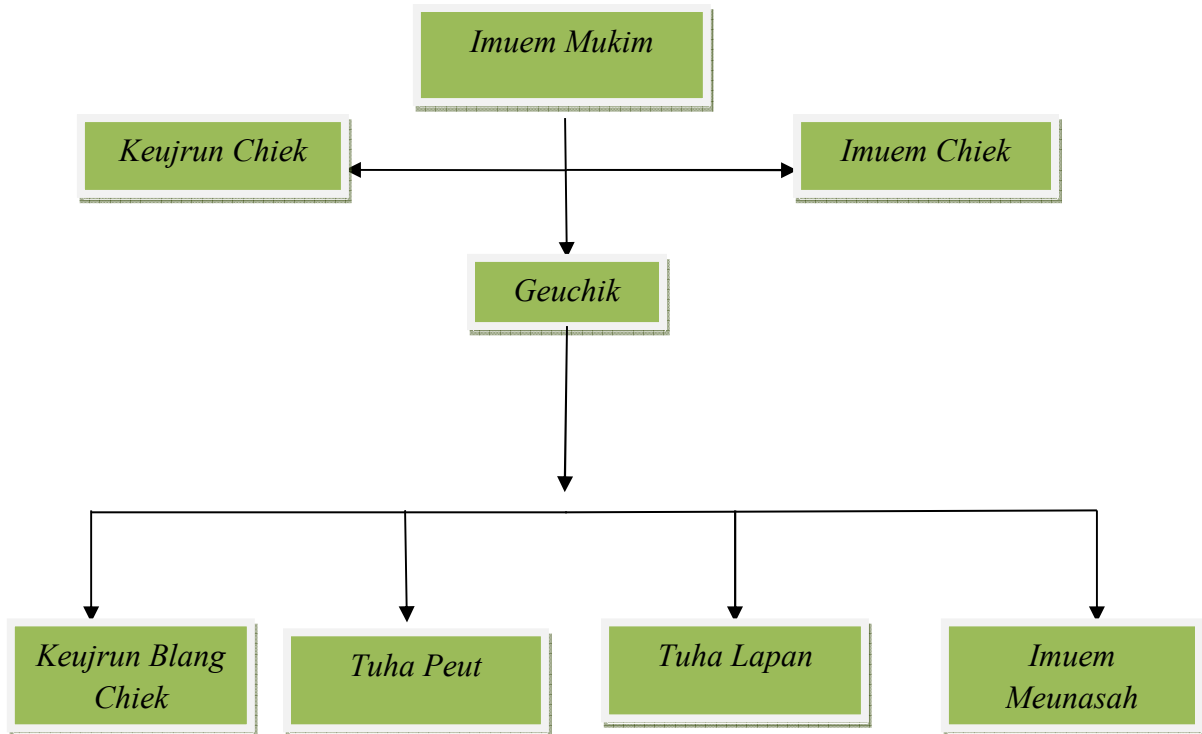 Imuem Mukim
Keujrun Chiek
Imuem Chiek
Geuchik
Keujrun Blang
Chiek
Tuha Peut
Tuha Lapan
Imuem
Meunasah